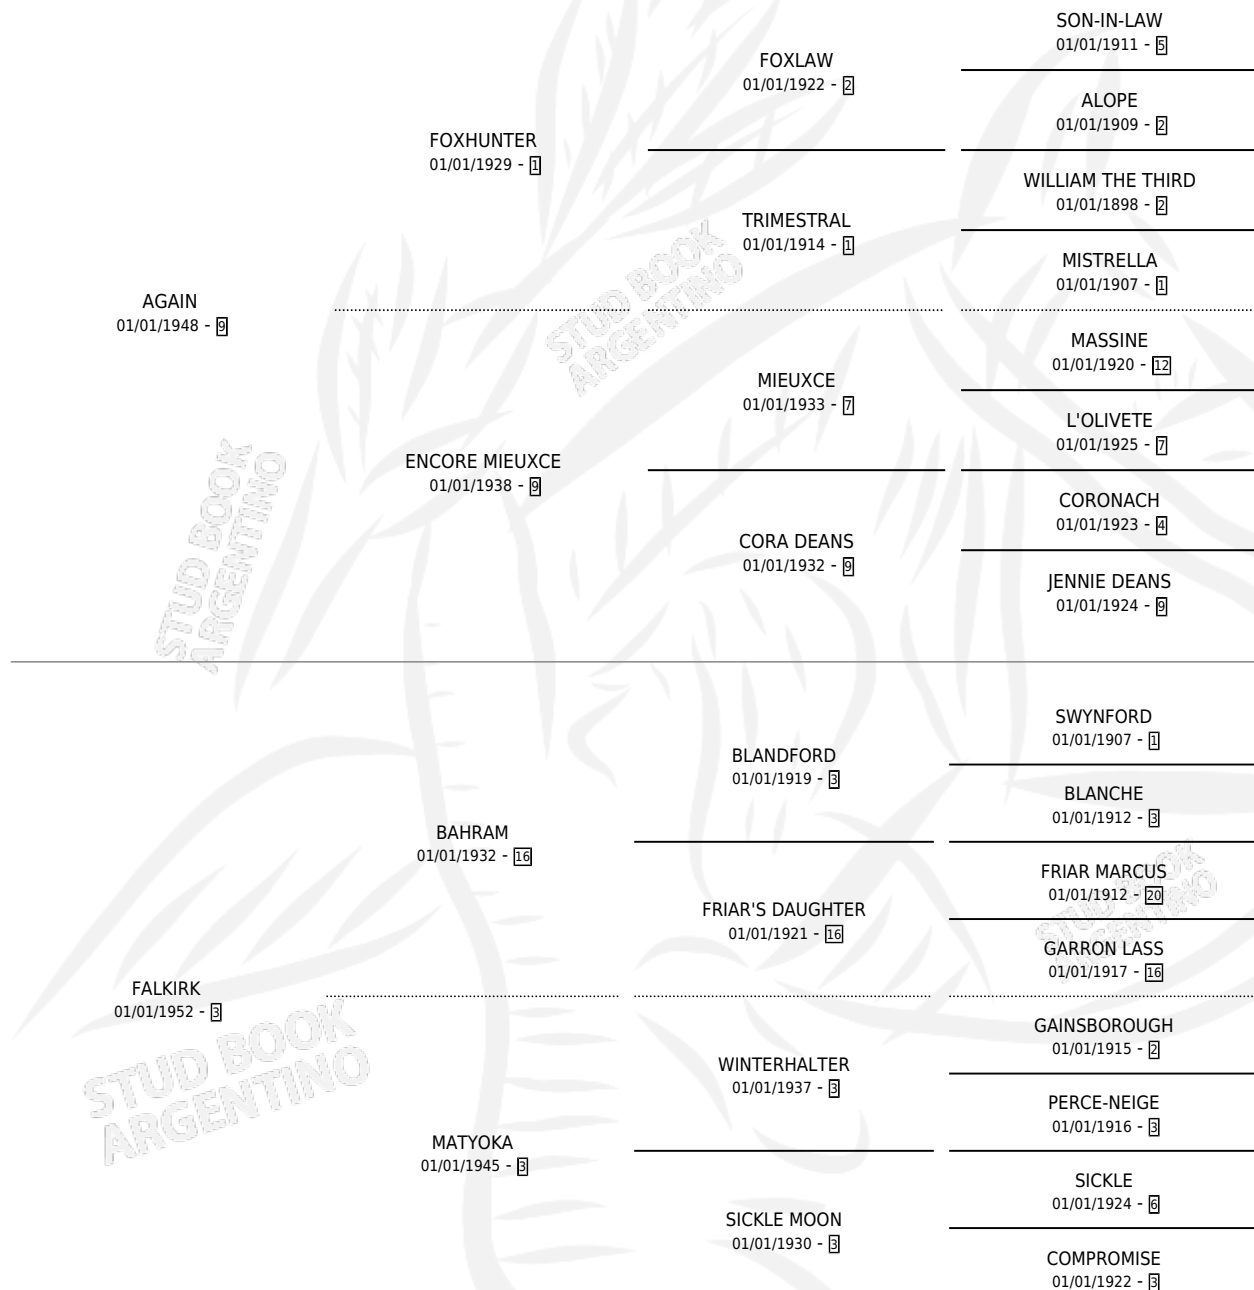 SON-IN-LAW
01/01/1911 - 5
FOXLAW
01/01/1922 - 2
ALOPE
01/01/1909 - 2
FOXHUNTER
01/01/1929 - 1
WILLIAM THE THIRD
01/01/1898 - 2
TRIMESTRAL
01/01/1914 - 1
MISTRELLA
01/01/1907 - 1
AGAIN
01/01/1948 - 9
MASSINE
01/01/1920 - 12
MIEUXCE
01/01/1933 - 7
L'OLIVETE
01/01/1925 - 7
ENCORE MIEUXCE
01/01/1938 - 9
CORONACH
01/01/1923 - 4
CORA DEANS
01/01/1932 - 9
JENNIE DEANS
01/01/1924 - 9
SWYNFORD
01/01/1907 - 1
BLANDFORD
01/01/1919 - 3
BLANCHE
01/01/1912 - 3
BAHRAM
01/01/1932 - 16
FRIAR MARCUS
01/01/1912 - 20
FRIAR'S DAUGHTER
01/01/1921 - 16
GARRON LASS
01/01/1917 - 16
FALKIRK
01/01/1952 - 3
GAINSBOROUGH
01/01/1915 - 2
WINTERHALTER
01/01/1937 - 3
PERCE-NEIGE
01/01/1916 - 3
MATYOKA
01/01/1945 - 3
SICKLE
01/01/1924 - 6
SICKLE MOON
01/01/1930 - 3
COMPROMISE
01/01/1922 - 3
STUD BOOK
ARGENTINO
STUD BOOK
ARGENTINO
STUD BOOK
ARGENTINO
STUD BOOK
ARGENTINO